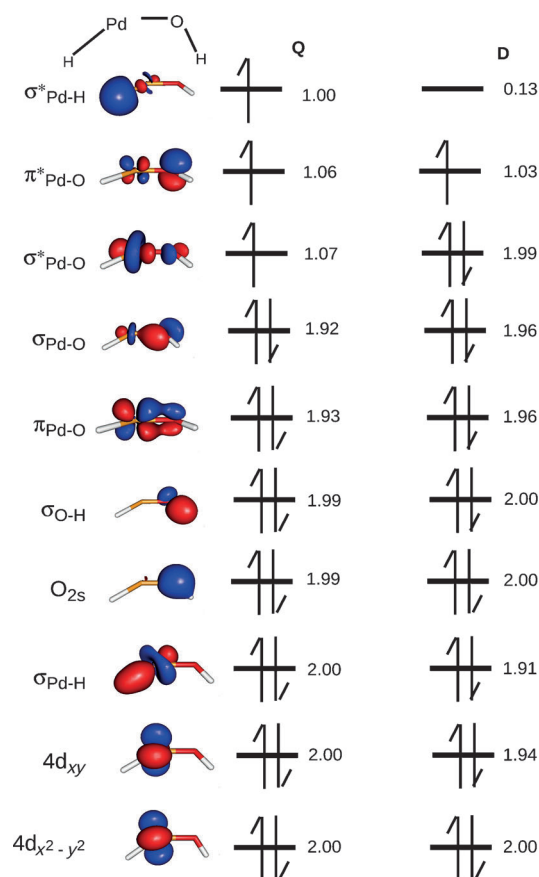 Pd O
H H
Q D
σ*Pd-H 1.00 0.13
π*Pd-O 1.06 1.03
σ*Pd-O 1.07 1.99
σPd-O 1.92 1.96
πPd-O 1.93 1.96
σO-H 1.99 2.00
O2s 1.99 2.00
σPd-H 2.00 1.91
4dxy 2.00 1.94
4dx² - y² 2.00 2.00